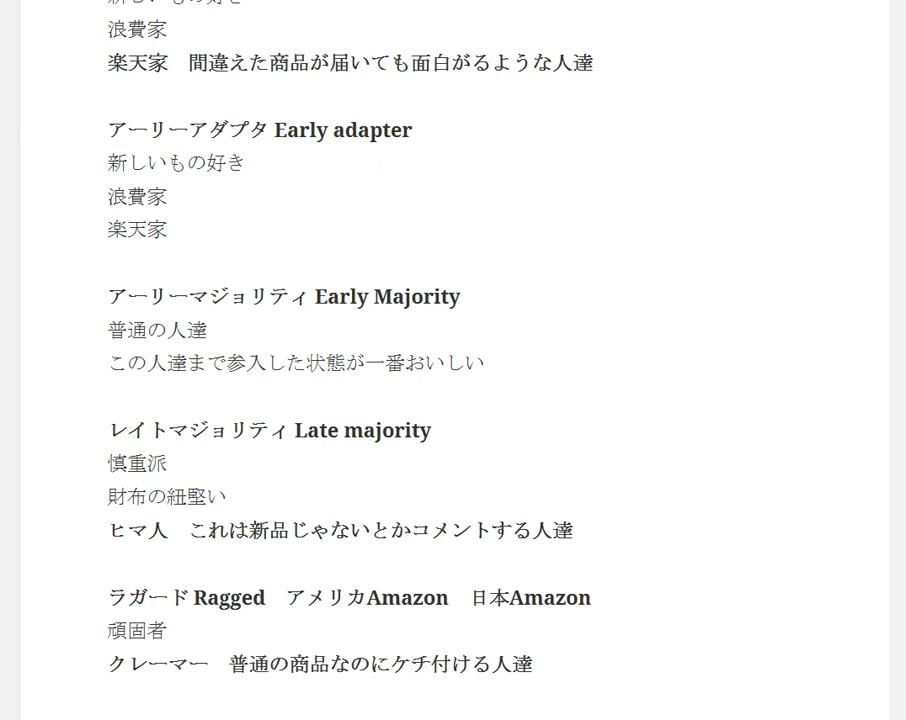 新しいもの好き
浪費家
楽天家　間違えた商品が届いても面白がるような人達
アーリーアダプタ Early adapter
新しいもの好き
浪費家
楽天家
アーリーマジョリティ Early Majority
普通の人達
この人達まで参入した状態が一番おいしい
レイトマジョリティ Late majority
慎重派
財布の紐堅い
ヒマ人　これは新品じゃないとかコメントする人達
ラガード Ragged　アメリカAmazon　日本Amazon
頑固者
クレーマー　普通の商品なのにケチ付ける人達